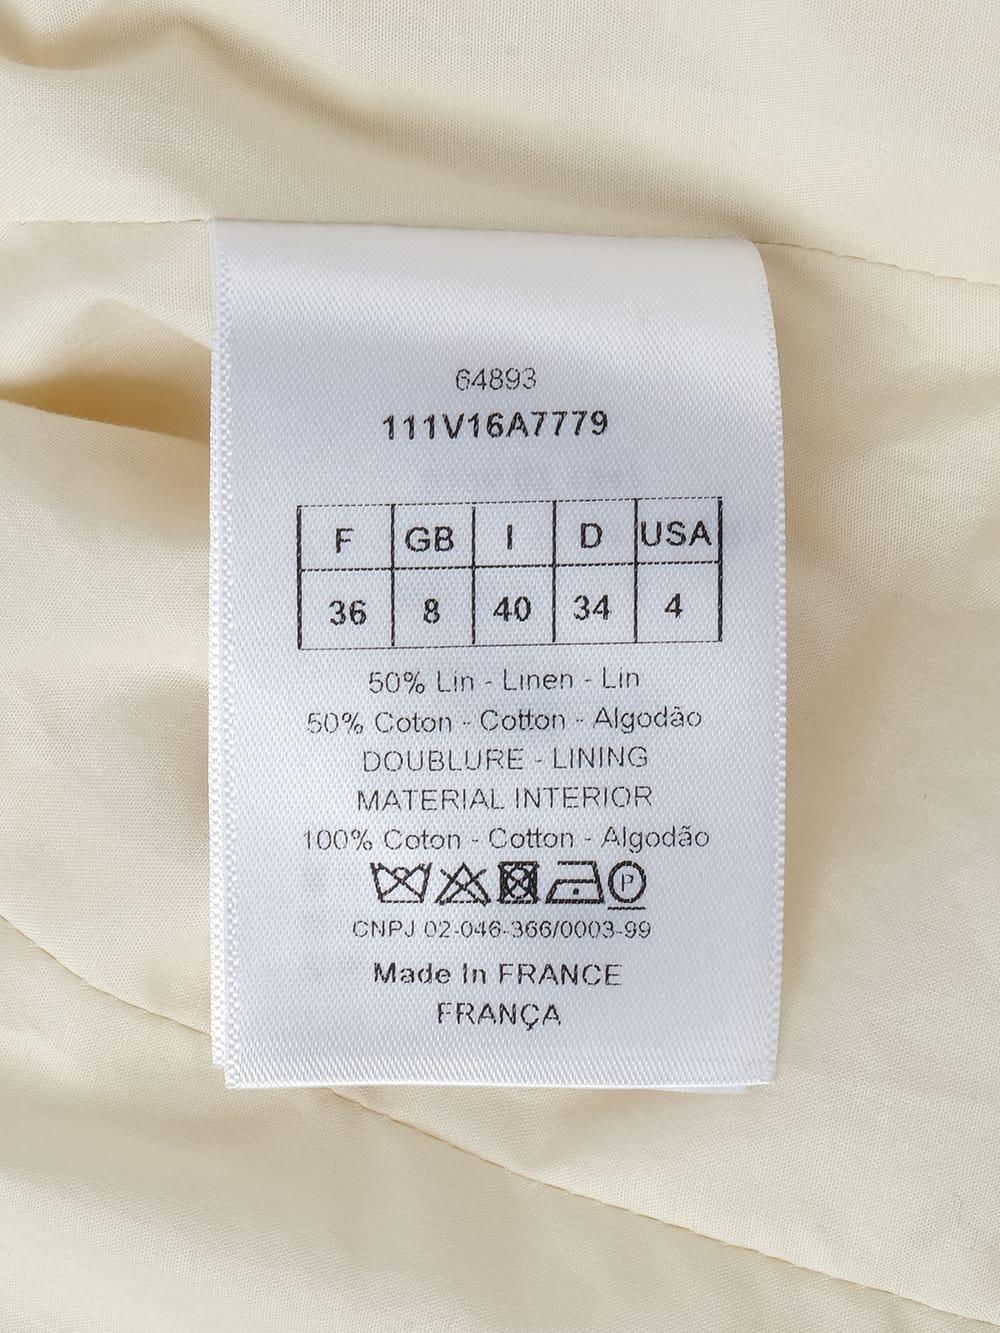 64893
111V16A7779
F GB I D USA
36 8 40 34 4
50% Lin - Linen - Lin
50% Coton - Cotton - Algodão
DOUBLURE - LINING
MATERIAL INTERIOR
100% Coton - Cotton - Algodão
P
CNPJ 02-046-366/0003-99
Made In FRANCE
FRANÇA